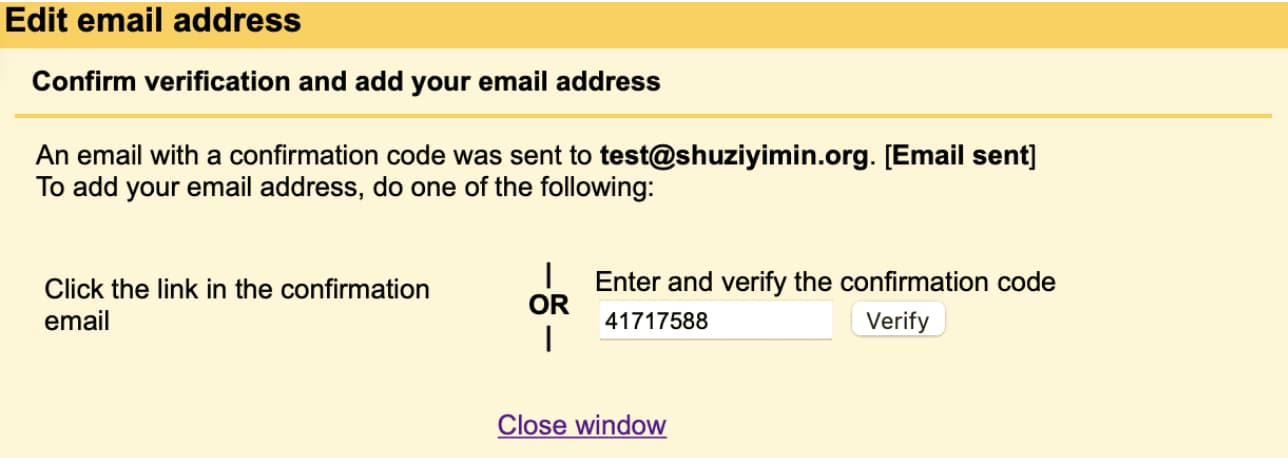 Edit email address
Confirm verification and add your email address
An email with a confirmation code was sent to test@shuziyimin.org. [Email sent]
To add your email address, do one of the following:
Click the link in the confirmation
email
|
OR
|
Enter and verify the confirmation code
41717588 Verify
Close window